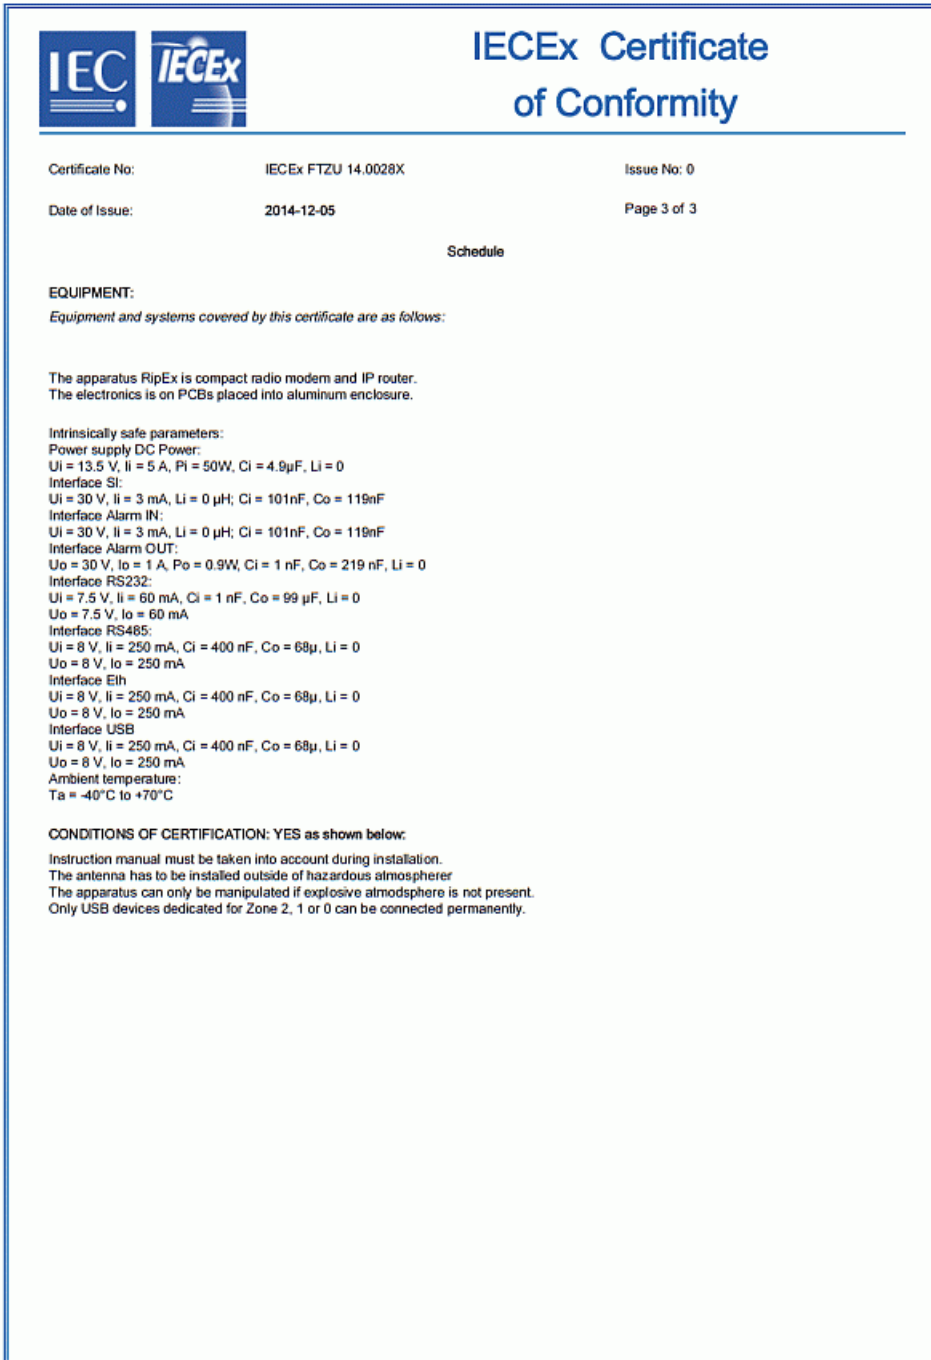 IEC
IECEx
IECEx Certificate
of Conformity
Certificate No:
IECEx FTZU 14.0028X
Issue No: 0
Date of Issue:
2014-12-05
Page 3 of 3
Schedule
EQUIPMENT:
Equipment and systems covered by this certificate are as follows:
The apparatus RipEx is compact radio modem and IP router.
The electronics is on PCBs placed into aluminum enclosure.
Intrinsically safe parameters:
Power supply DC Power:
Ui = 13.5 V, Ii = 5 A, Pi = 50W, Ci = 4.9µF, Li = 0
Interface SI:
Ui = 30 V, Ii = 3 mA, Li = 0 µH; Ci = 101nF, Co = 119nF
Interface Alarm IN:
Ui = 30 V, Ii = 3 mA, Li = 0 µH; Ci = 101nF, Co = 119nF
Interface Alarm OUT:
Uo = 30 V, Io = 1 A, Po = 0.9W, Ci = 1 nF, Co = 219 nF, Li = 0
Interface RS232:
Ui = 7.5 V, Ii = 60 mA, Ci = 1 nF, Co = 99 µF, Li = 0
Uo = 7.5 V, Io = 60 mA
Interface RS485:
Ui = 8 V, Ii = 250 mA, Ci = 400 nF, Co = 68µ, Li = 0
Uo = 8 V, Io = 250 mA
Interface Eth
Ui = 8 V, Ii = 250 mA, Ci = 400 nF, Co = 68µ, Li = 0
Uo = 8 V, Io = 250 mA
Interface USB
Ui = 8 V, Ii = 250 mA, Ci = 400 nF, Co = 68µ, Li = 0
Uo = 8 V, Io = 250 mA
Ambient temperature:
Ta = -40°C to +70°C
CONDITIONS OF CERTIFICATION: YES as shown below:
Instruction manual must be taken into account during installation.
The antenna has to be installed outside of hazardous atmospherer
The apparatus can only be manipulated if explosive atmodsphere is not present.
Only USB devices dedicated for Zone 2, 1 or 0 can be connected permanently.